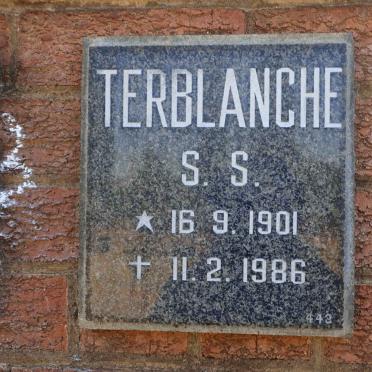 TERBLANCHE
S. S.
★ 16 9. 1901
✝ 11. 2. 1986
443